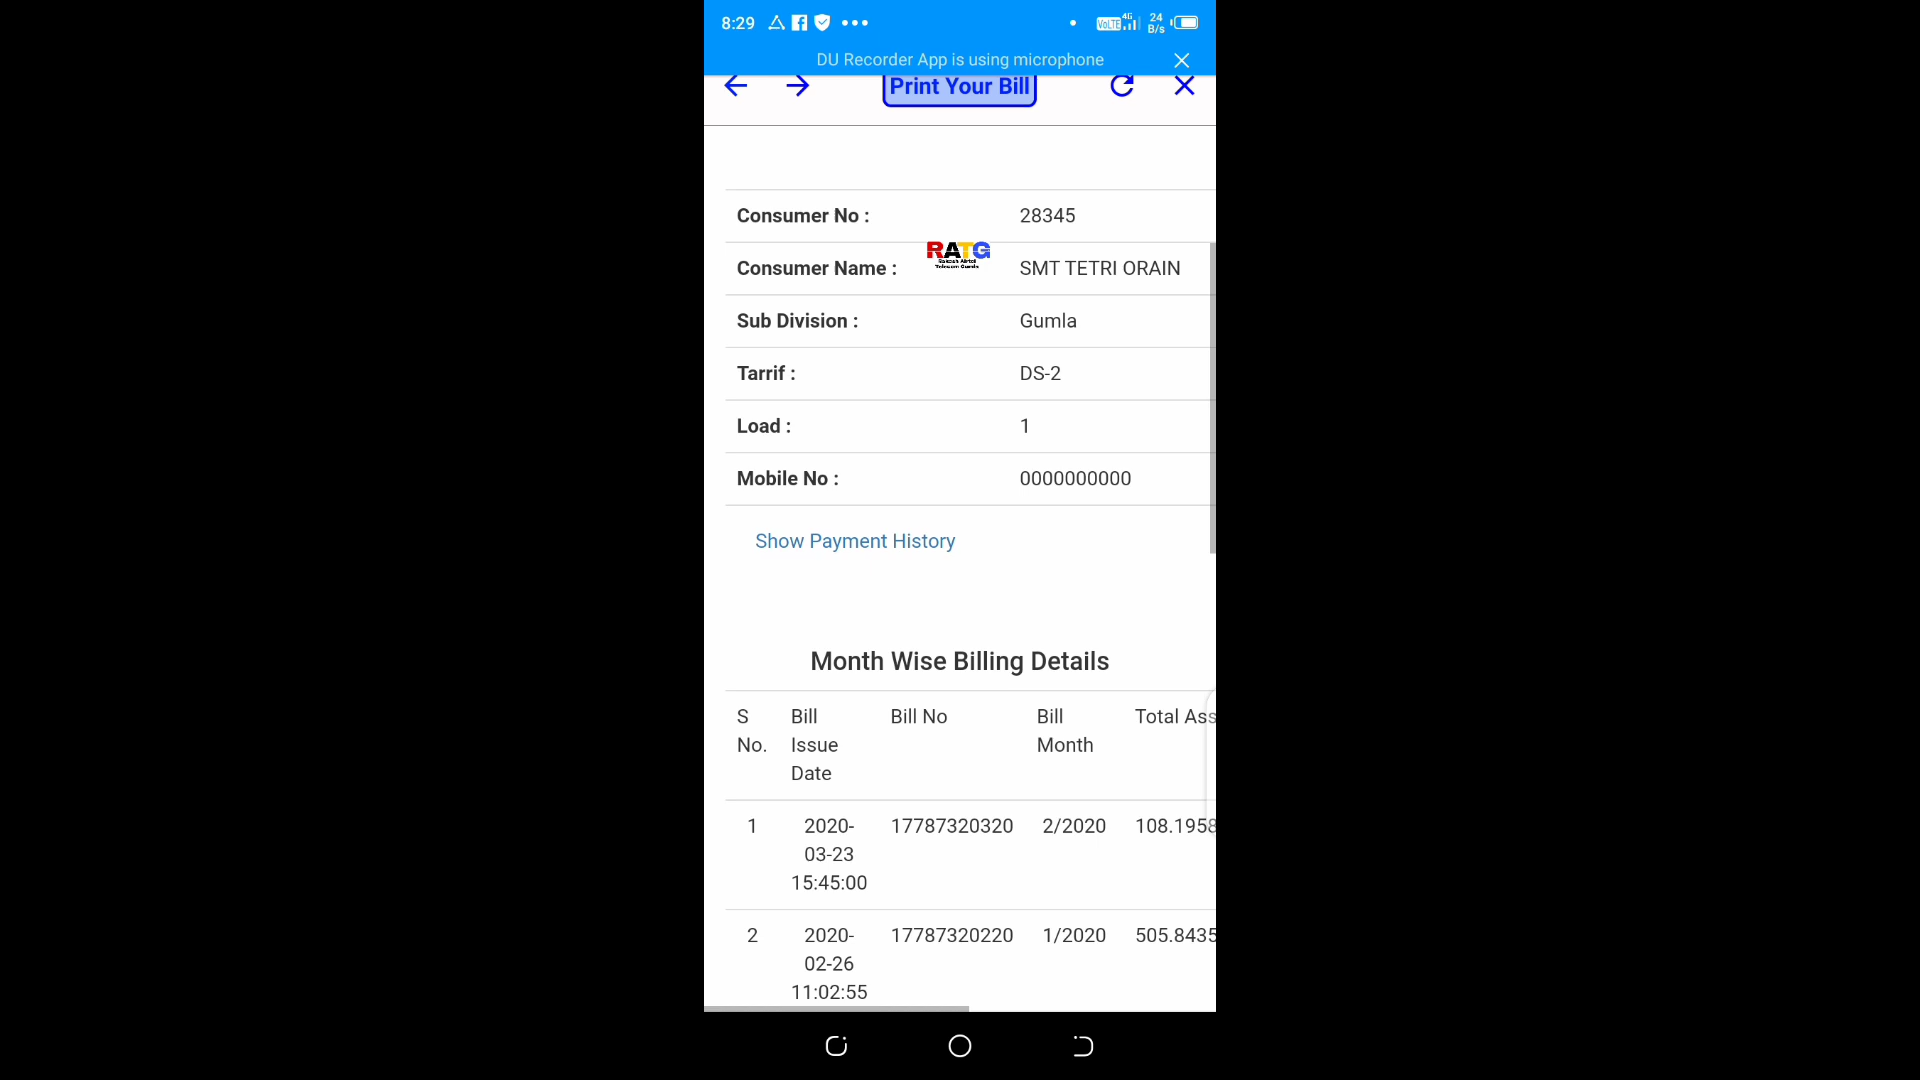 8:29
VoLTE 4G 24 B/s
DU Recorder App is using microphone
Print Your Bill
Consumer No : 28345
RATG
Consumer Name : SMT TETRI ORAIN
Sub Division : Gumla
Tarrif : DS-2
Load : 1
Mobile No : 0000000000
Show Payment History
Month Wise Billing Details
S No. Bill Issue Date Bill No Bill Month Total Ass
1 2020-03-23 15:45:00 17787320320 2/2020 108.1958
2 2020-02-26 11:02:55 17787320220 1/2020 505.8435